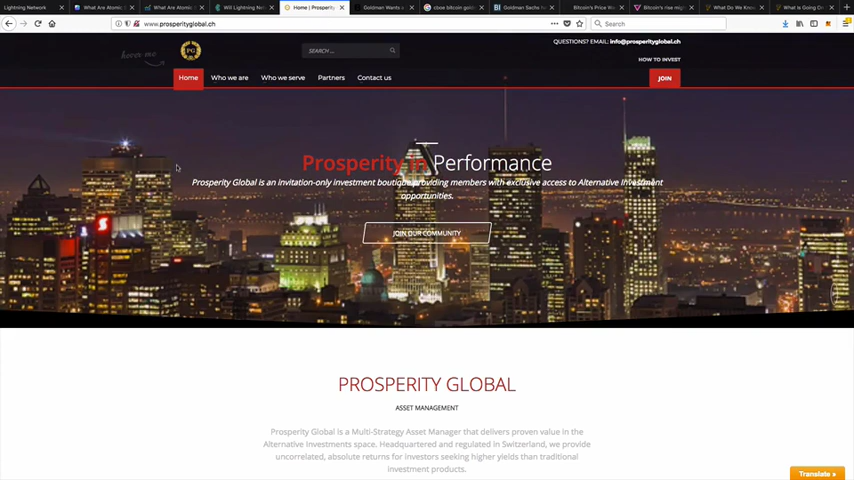 Lightning Network
What Are Atomic S
What Are Atomic S
Will Lightning Net
Home | Prosperity
Goldman Wants a
cboe bitcoin gold
Goldman Sachs ro
Bitcoin's Price Wo
Bitcoin's rise migh
What Do We Know
What is Going On
www.prosperityglobal.ch
Search
PG
SEARCH ...
QUESTIONS? EMAIL: info@prosperityglobal.ch
HOW TO INVEST
Home
Who we are
Who we serve
Partners
Contact us
JOIN
Prosperity in Performance
Prosperity Global is an invitation-only investment boutique providing members with exclusive access to Alternative Investment
opportunities.
JOIN OUR COMMUNITY
PROSPERITY GLOBAL
ASSET MANAGEMENT
Prosperity Global is a Multi-Strategy Asset Manager that delivers proven value in the
Alternative Investments space. Headquartered and regulated in Switzerland, we provide
uncorrelated, absolute returns for investors seeking higher yields than traditional
investment products.
Translate »